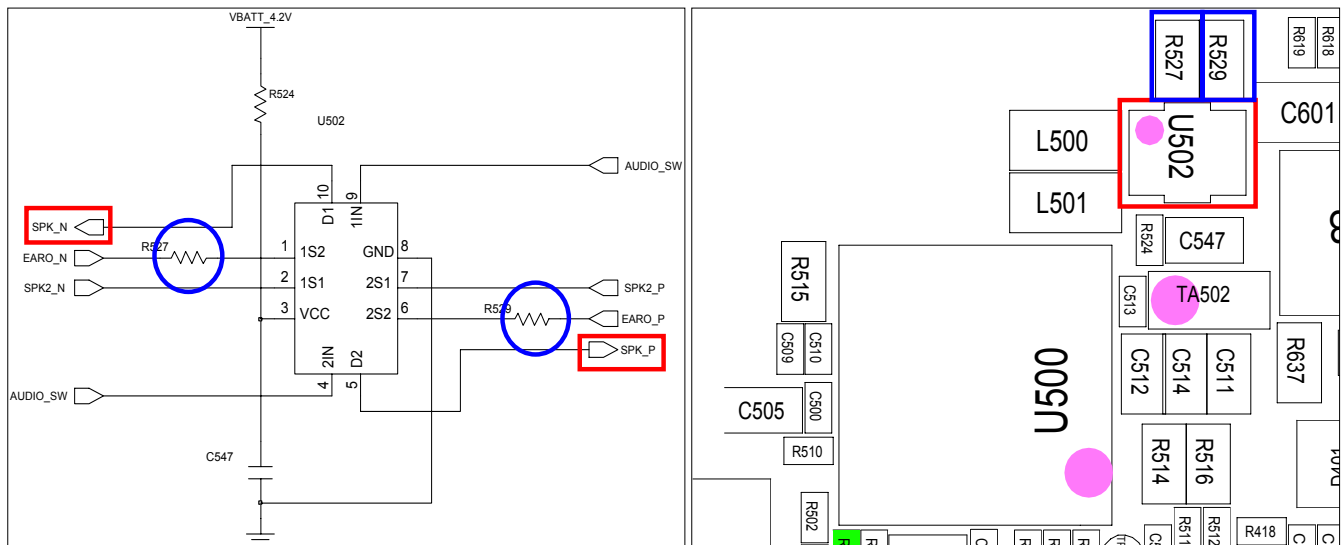 VBATT_4.2V
R524
U502
AUDIO_SW
D1 10
1IN 9
SPK_N
R527
EARO_N
SPK2_N
1 1S2
2 1S1
3 VCC
GND 8
2S1 7
2S2 6
SPK2_P
R529
EARO_P
SPK_P
2IN 4
D2 5
AUDIO_SW
C547
R527
R529
R619
R618
C601
L500
U502
L501
R524
C547
R515
C513
TA502
C509
C510
C512
C514
C511
R637
U500
C505
C500
R510
R514
R516
R502
R511
R512
R418